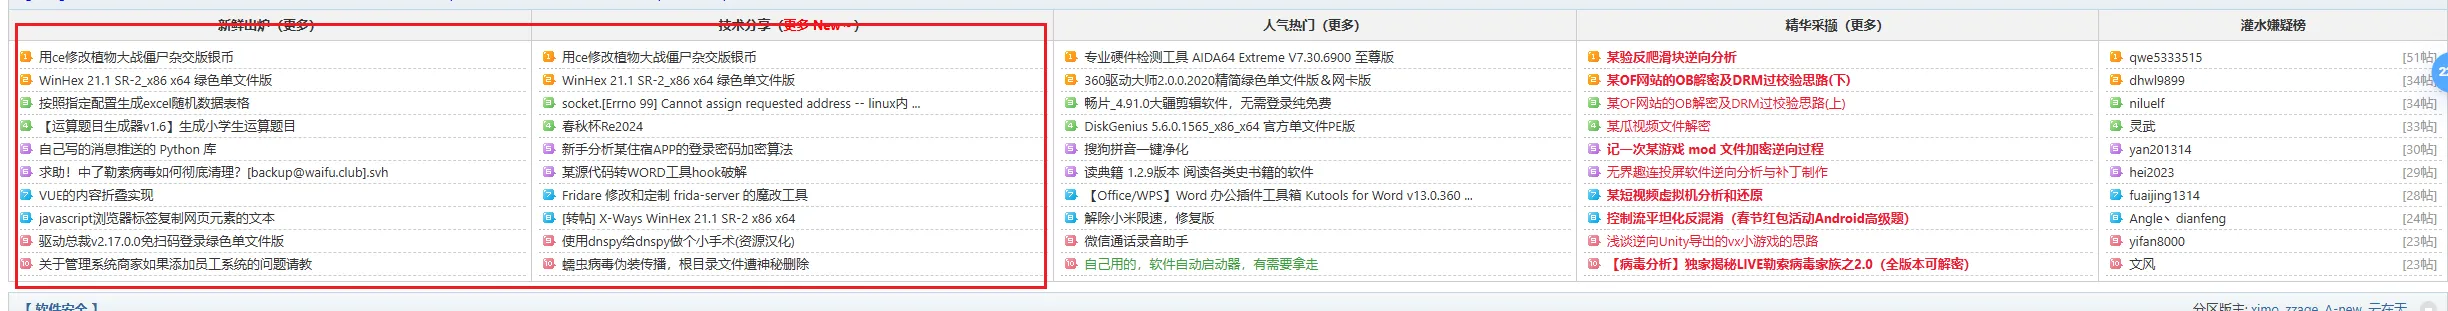 新鲜出炉（更多）
用ce修改植物大战僵尸杂交版银币
WinHex 21.1 SR-2_x86 x64 绿色单文件版
按照指定配置生成excel随机数据表格
【运算题目生成器v1.6】生成小学生运算题目
自己写的消息推送的 Python 库
求助！中了勒索病毒如何彻底清理？[backup@waifu.club].svh
VUE的内容折叠实现
javascript浏览器标签复制网页元素的文本
驱动总裁v2.17.0.0免扫码登录绿色单文件版
关于管理系统商家如果添加员工系统的问题请教
技术分享（更多 New~）
用ce修改植物大战僵尸杂交版银币
WinHex 21.1 SR-2_x86 x64 绿色单文件版
socket.[Errno 99] Cannot assign requested address -- linux内 ...
春秋杯Re2024
新手分析某住宿APP的登录密码加密算法
某源代码转WORD工具hook破解
Fridare 修改和定制 frida-server 的魔改工具
[转帖] X-Ways WinHex 21.1 SR-2 x86 x64
使用dnspy给dnspy做个小手术(资源汉化)
蠕虫病毒伪装传播，根目录文件遭神秘删除
人气热门（更多）
专业硬件检测工具 AIDA64 Extreme V7.30.6900 至尊版
360驱动大师2.0.0.2020精简绿色单文件版＆网卡版
畅片_4.91.0大疆剪辑软件，无需登录纯免费
DiskGenius 5.6.0.1565_x86_x64 官方单文件PE版
搜狗拼音一键净化
读典籍 1.2.9版本 阅读各类史书籍的软件
【Office/WPS】Word 办公插件工具箱 Kutools for Word v13.0.360 ...
解除小米限速，修复版
微信通话录音助手
自己用的，软件自动启动器，有需要拿走
精华采撷（更多）
某验反爬滑块逆向分析
某OF网站的OB解密及DRM过校验思路(下)
某OF网站的OB解密及DRM过校验思路(上)
某瓜视频文件解密
记一次某游戏 mod 文件加密逆向过程
无界趣连投屏软件逆向分析与补丁制作
某短视频虚拟机分析和还原
控制流平坦化反混淆（春节红包活动Android高级题）
浅谈逆向Unity导出的vx小游戏的思路
【病毒分析】独家揭秘LIVE勒索病毒家族之2.0（全版本可解密）
灌水嫌疑榜
qwe5333515 [51帖]
dhwl9899 [34帖]
niluelf [34帖]
灵武 [33帖]
yan201314 [30帖]
hei2023 [29帖]
fuaijing1314 [28帖]
Angle丶dianfeng [24帖]
yifan8000 [23帖]
文风 [23帖]
【 软件安全 】
分区版主: ximo, zzage, A-new, 云在天